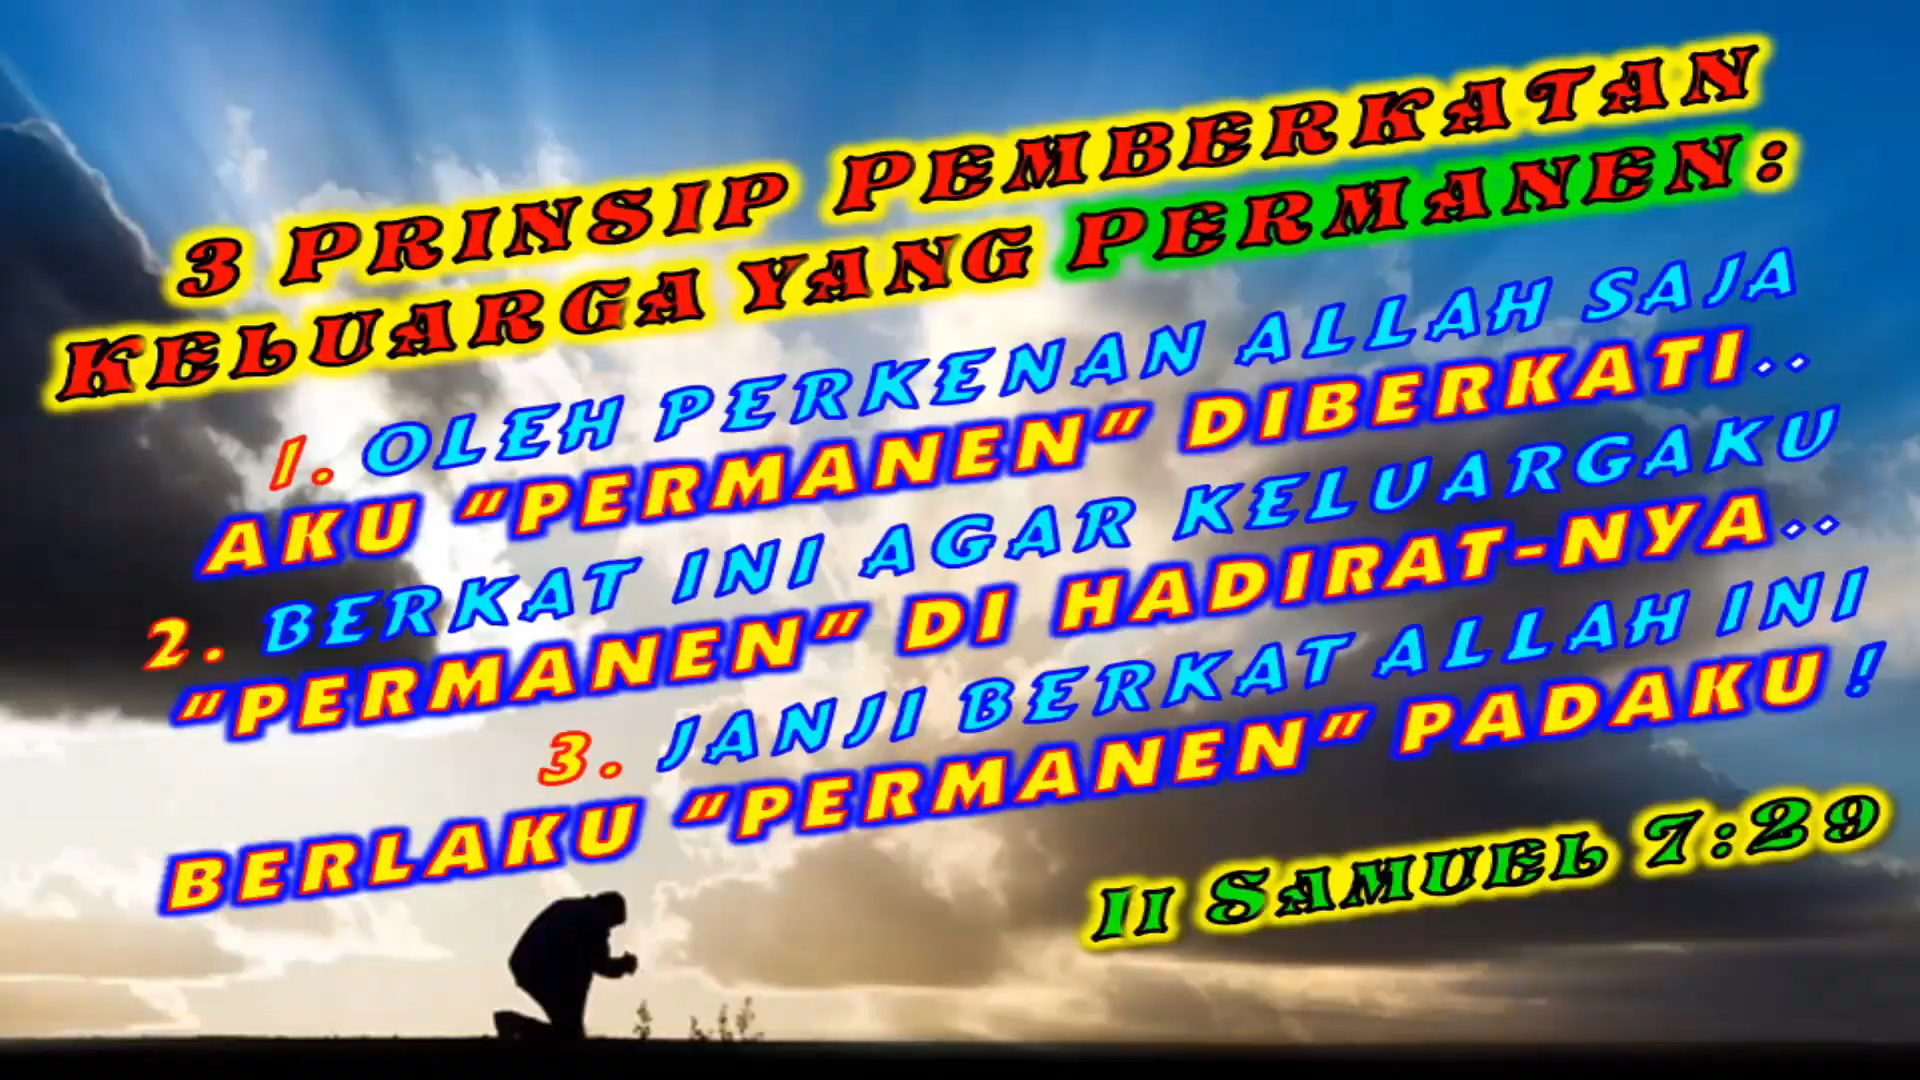 3 PRINSIP PEMBERKATAN
KELUARGA YANG PERMANEN:
1. OLEH PERKENAN ALLAH SAJA
AKU "PERMANEN" DIBERKATI..
2. BERKAT INI AGAR KELUARGAKU
"PERMANEN" DI HADIRAT-NYA..
3. JANJI BERKAT ALLAH INI
BERLAKU "PERMANEN" PADAKU!
II SAMUEL 7:29